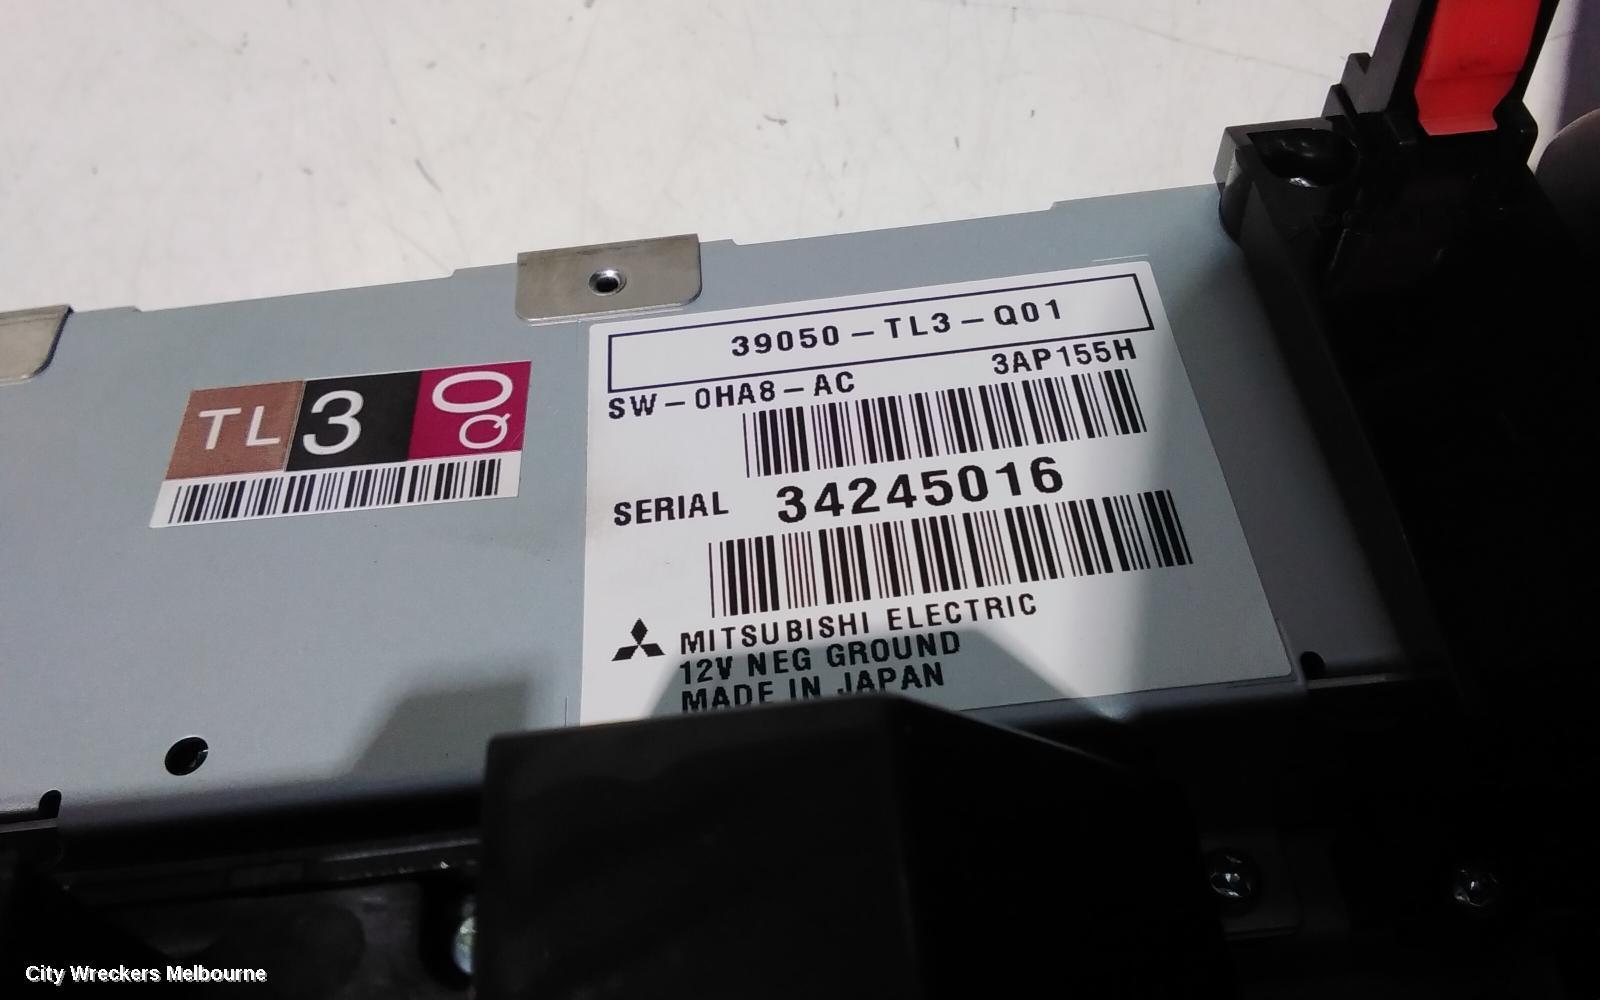 39050-TL3-Q01
SW-0HA8-AC 3AP155H
SERIAL 34245016
MITSUBISHI ELECTRIC
12V NEG GROUND
MADE IN JAPAN
TL 3 Q0
City Wreckers Melbourne